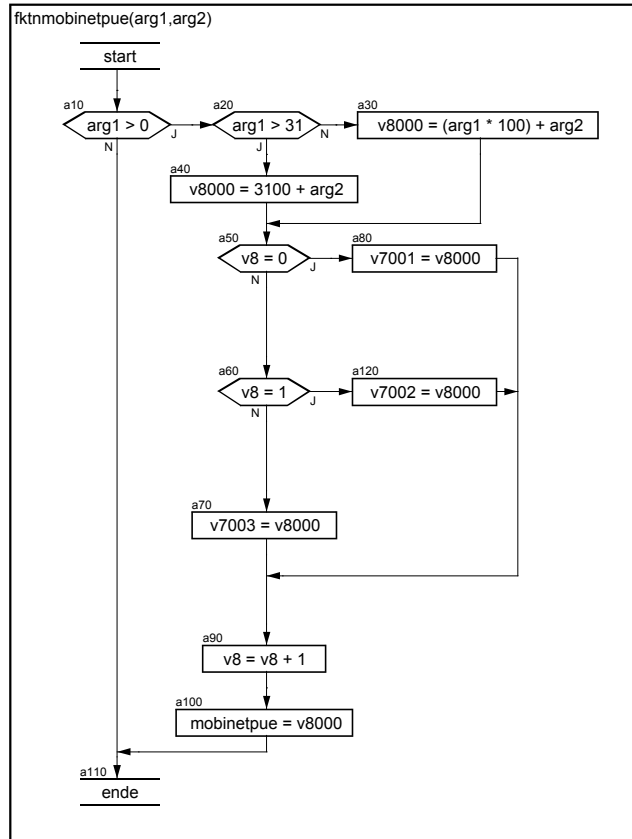 fktnmobinetpue(arg1,arg2)
start
a10
arg1 > 0
J
N
a20
arg1 > 31
N
J
a30
v8000 = (arg1 * 100) + arg2
a40
v8000 = 3100 + arg2
a50
v8 = 0
J
N
a80
v7001 = v8000
a60
v8 = 1
J
N
a120
v7002 = v8000
a70
v7003 = v8000
a90
v8 = v8 + 1
a100
mobinetpue = v8000
a110
ende